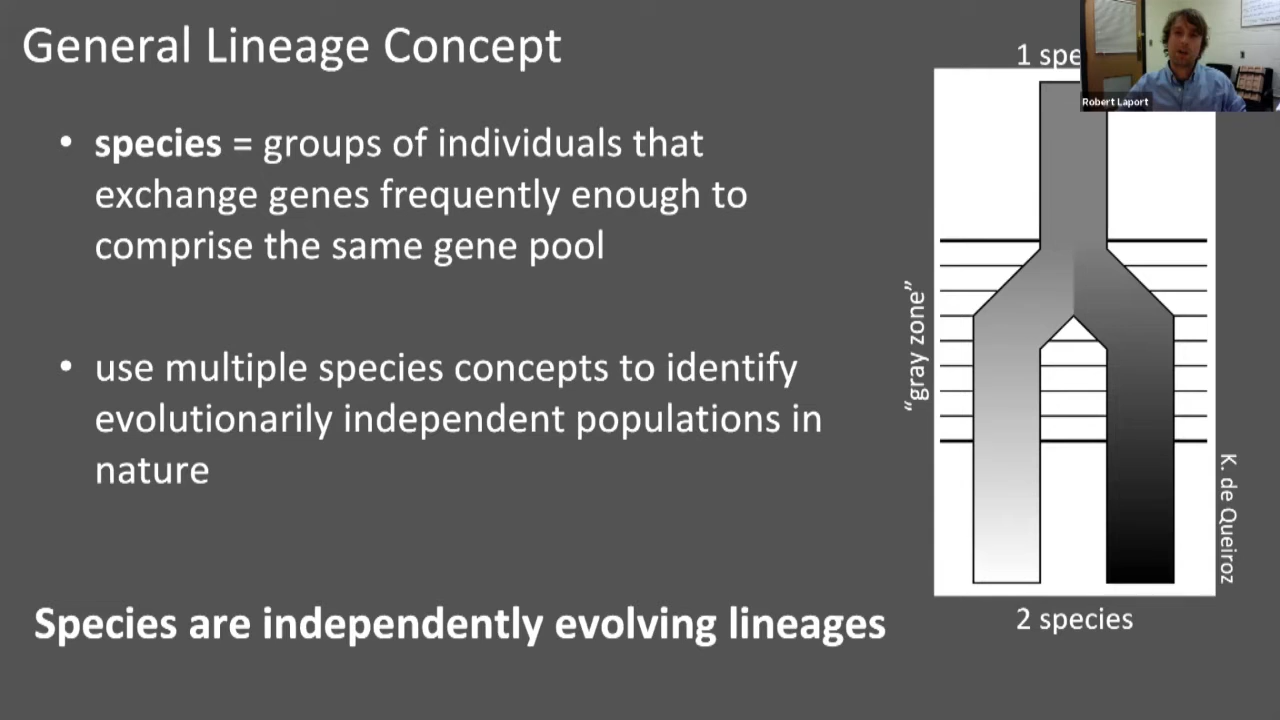 General Lineage Concept
• species = groups of individuals that
exchange genes frequently enough to
comprise the same gene pool
• use multiple species concepts to identify
evolutionarily independent populations in
nature
Species are independently evolving lineages
1 spe
Robert Laport
“gray zone”
K. de Queiroz
2 species